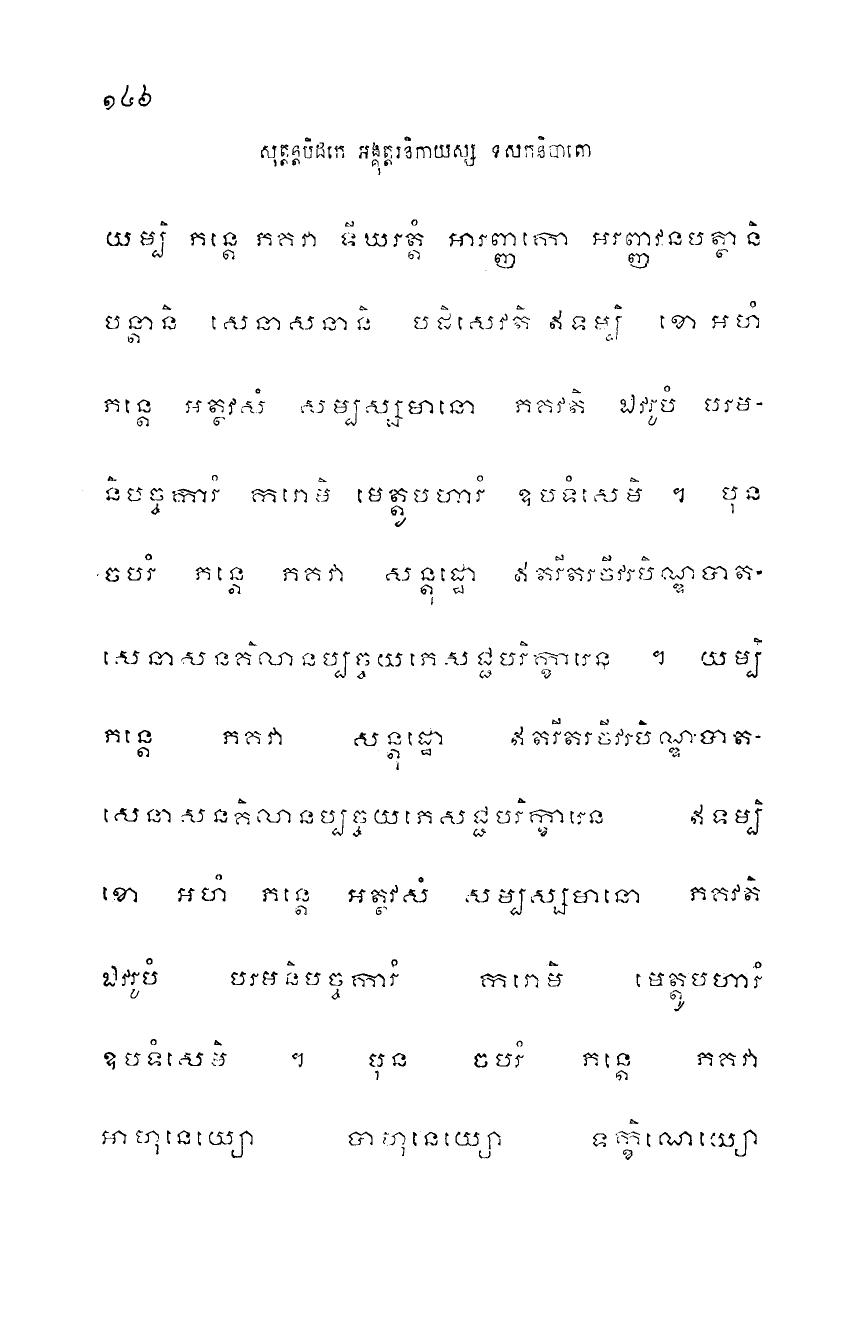 ១៤៦
សុត្តន្តបិដកេ អង្គុត្តរនិកាយស្ស ទសកនិបាតោ
យម្បិ ភន្តេ ភគវា ទីឃរត្តំ អារញ្ញកោ អរញ្ញវនបត្ថានិ
បន្តានិ សេនាសនានិ បដិសេវតិ ឥទម្បិ ខោ អហំ
ភន្តេ អត្ថវសំ សម្បស្សមានោ ភគវតិ ឯវរូបំ បរម-
និបច្ចការំ ករោមិ មេត្តូបហារំ ឧបទំសេមិ ។ បុន
ចបរំ ភន្តេ ភគវា សន្តុដ្ឋោ ឥតរីតរចីវរបិណ្ឌបាត-
សេនាសនគិលានប្បច្ចយភេសជ្ជបរិក្ខារេន ។ យម្បិ
ភន្តេ ភគវា សន្តុដ្ឋោ ឥតរីតរចីវរបិណ្ឌបាត-
សេនាសនគិលានប្បច្ចយភេសជ្ជបរិក្ខារេន ឥទម្បិ
ខោ អហំ ភន្តេ អត្ថវសំ សម្បស្សមានោ ភគវតិ
ឯវរូបំ បរមនិបច្ចការំ ករោមិ មេត្តូបហារំ
ឧបទំសេមិ ។ បុន ចបរំ ភន្តេ ភគវា
អាហុនេយ្យោ បាហុនេយ្យោ ទក្ខិណេយ្យោ